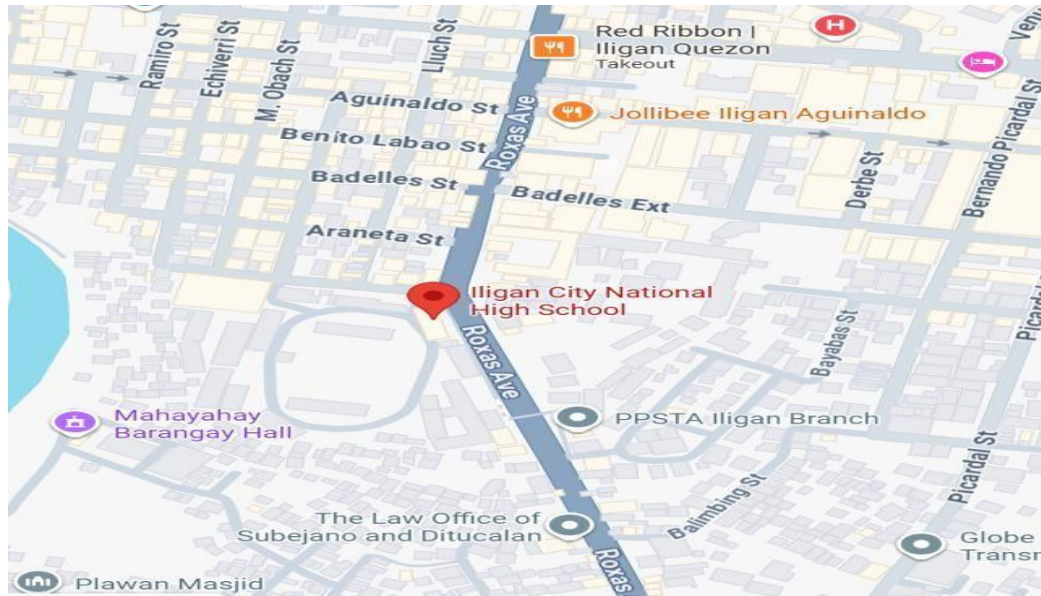 Ramiro St
Echiverri St
M. Obach St
Lluch St
Red Ribbon |
Iligan Quezon
Takeout
H
Aguinaldo St
Jollibee Iligan Aguinaldo
Benito Labao St
Roxas Ave
Badelles St
Badelles Ext
Derbe St
Bernando Picardal St
Araneta St
Iligan City National
High School
Roxas Ave
Bayabas St
Mahayahay
Barangay Hall
PPSTA Iligan Branch
Picardal St
Balimbing St
The Law Office of
Subejano and Ditucalan
Globe
Roxas
Plawan Masjid